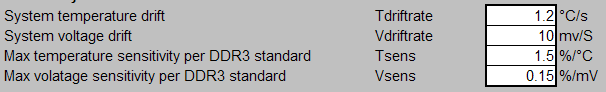 System temperature drift Tdriftrate 1.2 °C/s
System voltage drift Vdriftrate 10 mv/S
Max temperature sensitivity per DDR3 standard Tsens 1.5 %/°C
Max volatage sensitivity per DDR3 standard Vsens 0.15 %/mV